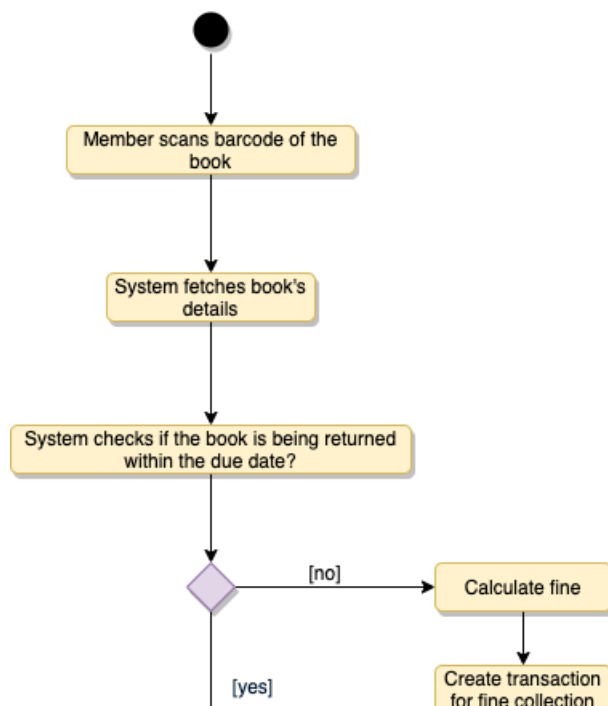 Member scans barcode of the
book
System fetches book's
details
System checks if the book is being returned
within the due date?
[no]
Calculate fine
[yes]
Create transaction
for fine collection